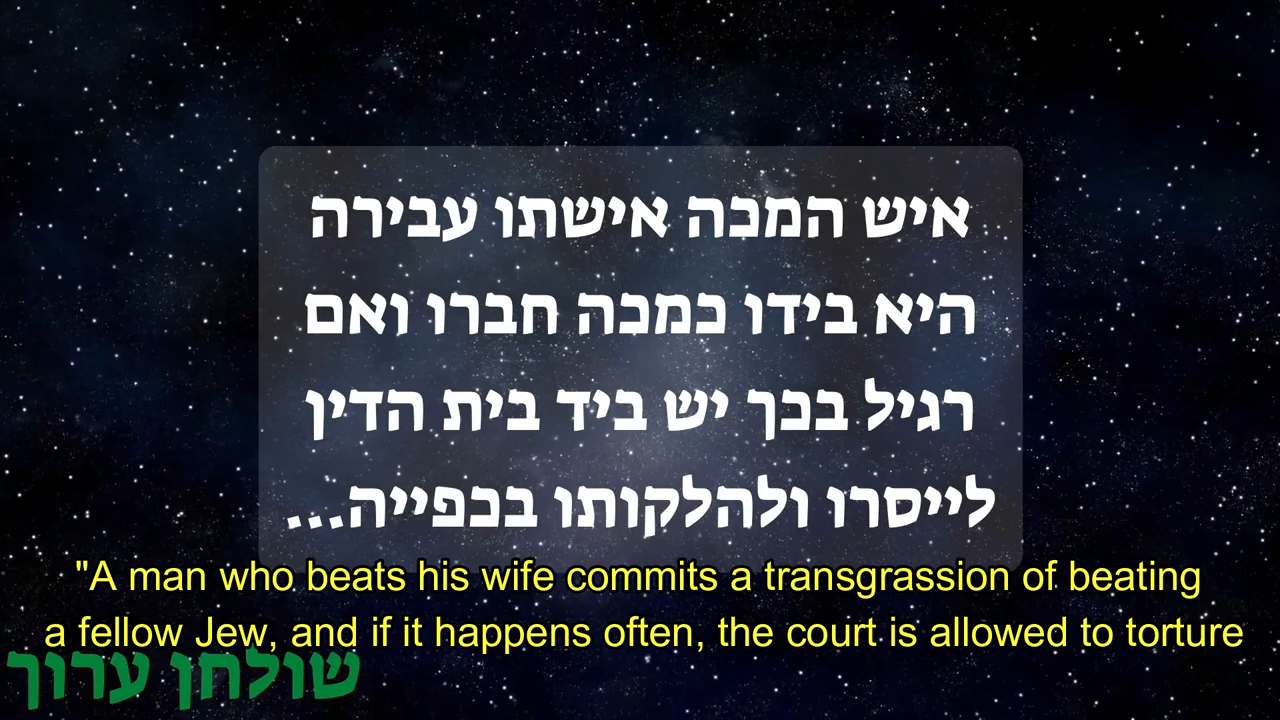 איש המכה אישתו עבירה
היא בידו כמכה חברו ואם
רגיל בכך יש ביד בית הדין
לייסרו ולהלקותו בכפייה...
"A man who beats his wife commits a transgrassion of beating
a fellow Jew, and if it happens often, the court is allowed to torture
שולחן ערוך